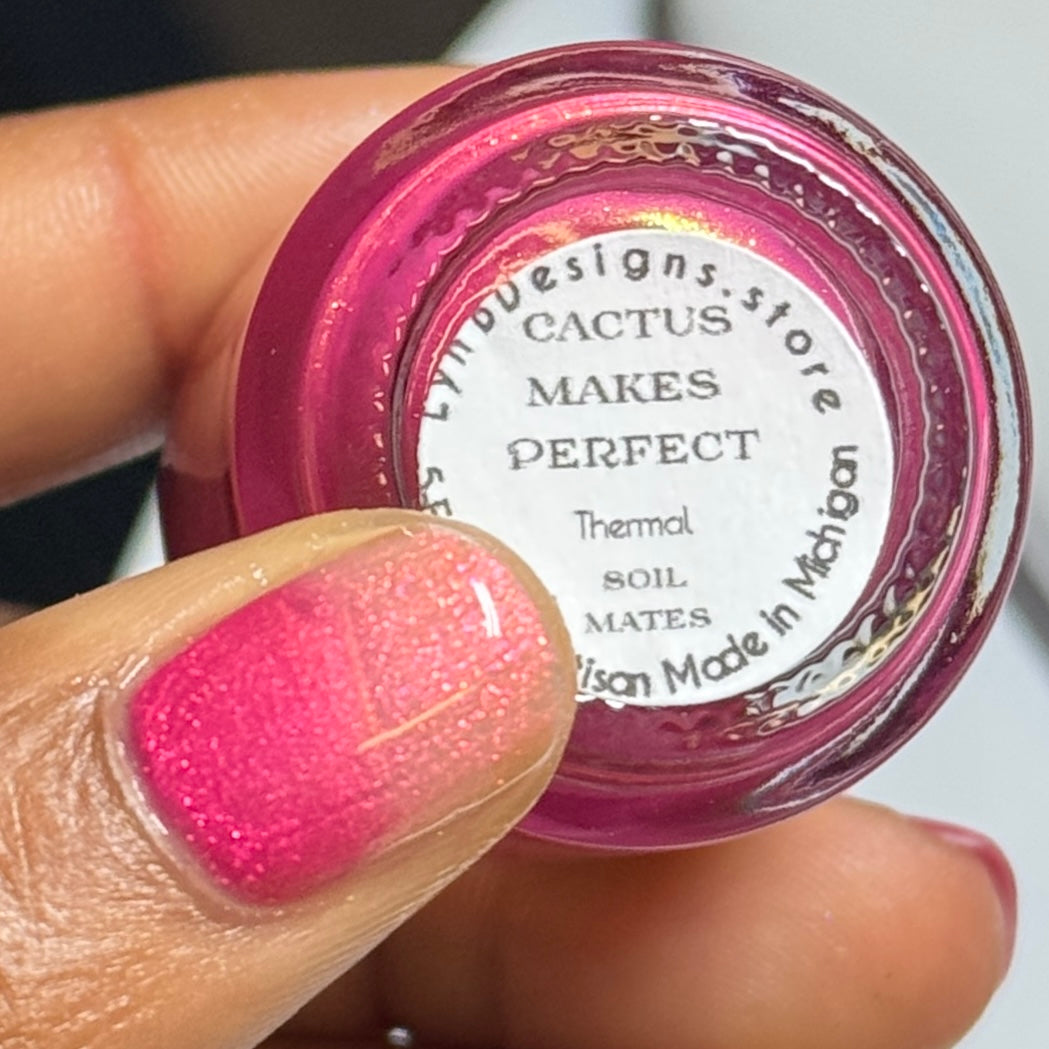 LynBDesigns.store
CACTUS
MAKES
PERFECT
Thermal
SOIL
MATES
Made in Michigan